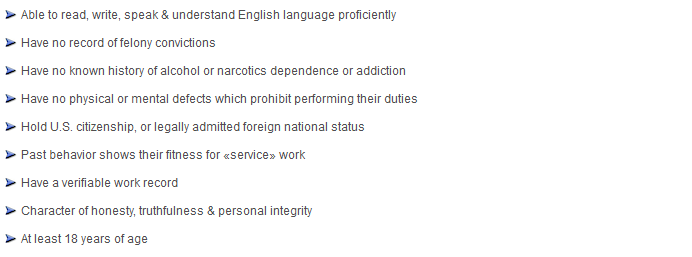 Able to read, write, speak & understand English language proficiently
Have no record of felony convictions
Have no known history of alcohol or narcotics dependence or addiction
Have no physical or mental defects which prohibit performing their duties
Hold U.S. citizenship, or legally admitted foreign national status
Past behavior shows their fitness for «service» work
Have a verifiable work record
Character of honesty, truthfulness & personal integrity
At least 18 years of age